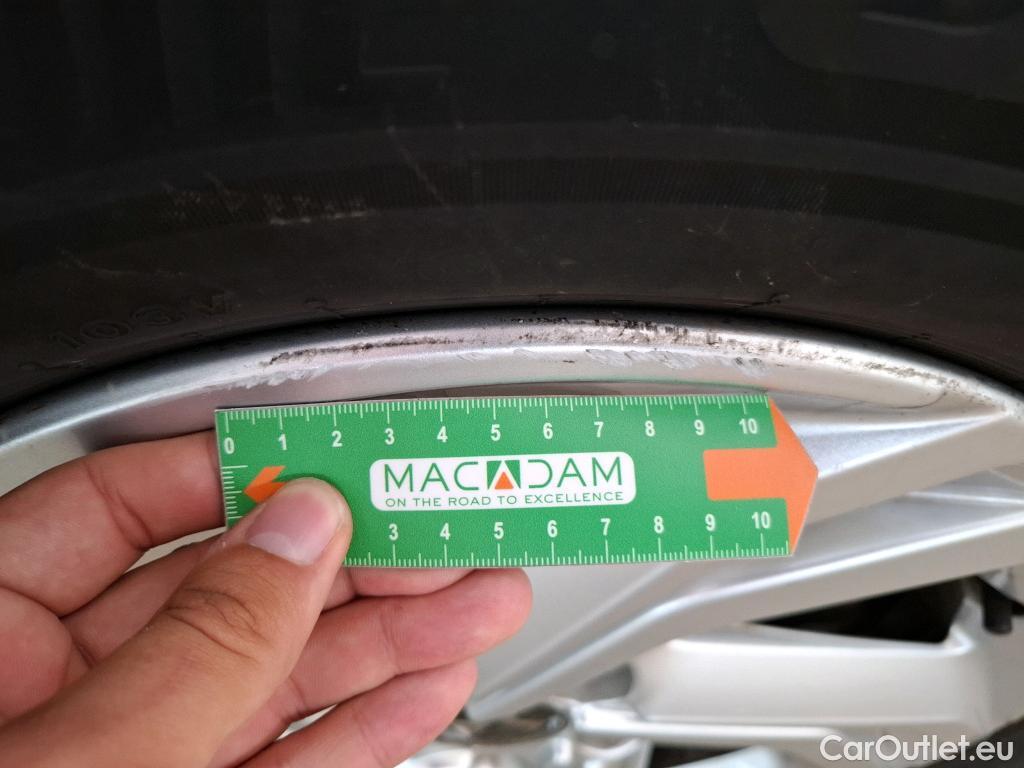 103V
0 1 2 3 4 5 6 7 8 9 10
MACADAM
ON THE ROAD TO EXCELLENCE
3 4 5 6 7 8 9 10
CarOutlet.eu